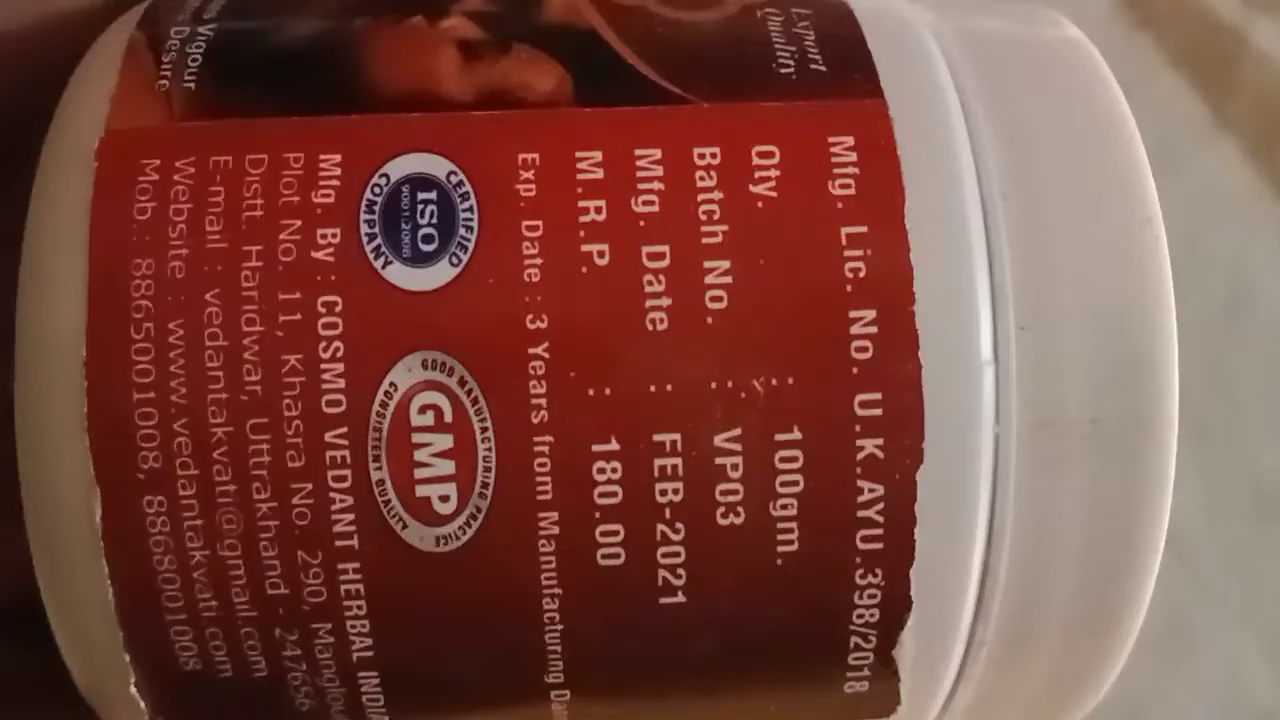 Export
Quality
Vigour
Desire
Mfg. Lic. No. U.K.AYU.398/2018
Qty. : 100gm.
Batch No. : VP03
Mfg. Date : FEB-2021
M.R.P. : 180.00
Exp. Date : 3 Years from Manufacturing
CERTIFIED
ISO
9001:2008
COMPANY
GOOD MANUFACTURING PRACTICE
GMP
CONSISTENT QUALITY
Mfg. By : COSMO VEDANT HERBAL
Plot No. 11, Khasra No. 290,
Distt. Haridwar, Uttrakhand - 247656
E-mail : vedantakvati@gmail.com
Website : www.vedantakvati.com
Mob.: 8865001008, 8868001008